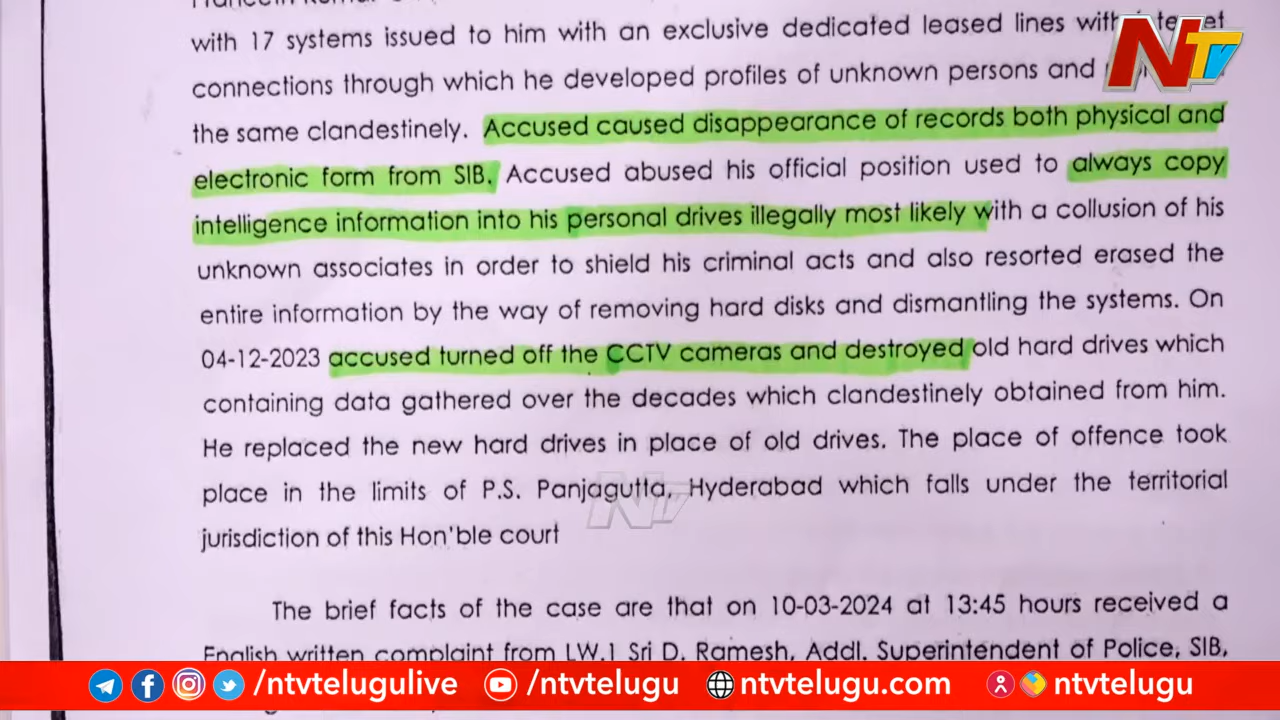 with 17 systems issued to him with an exclusive dedicated leased lines with internet
NTV
connections through which he developed profiles of unknown persons and
the same clandestinely. Accused caused disappearance of records both physical and
electronic form from SIB. Accused abused his official position used to always copy
intelligence information into his personal drives illegally most likely with a collusion of his
unknown associates in order to shield his criminal acts and also resorted erased the
entire information by the way of removing hard disks and dismantling the systems. On
04-12-2023 accused turned off the CCTV cameras and destroyed old hard drives which
containing data gathered over the decades which clandestinely obtained from him.
He replaced the new hard drives in place of old drives. The place of offence took
place in the limits of P.S. Panjagutta, Hyderabad which falls under the territorial
NTV
jurisdiction of this Hon'ble court
The brief facts of the case are that on 10-03-2024 at 13:45 hours received a
English written complaint from LW.1 Sri D. Ramesh, Addl. Superintendent of Police, SIB,
/ntvtelugulive /ntvtelugu ntvtelugu.com ntvtelugu